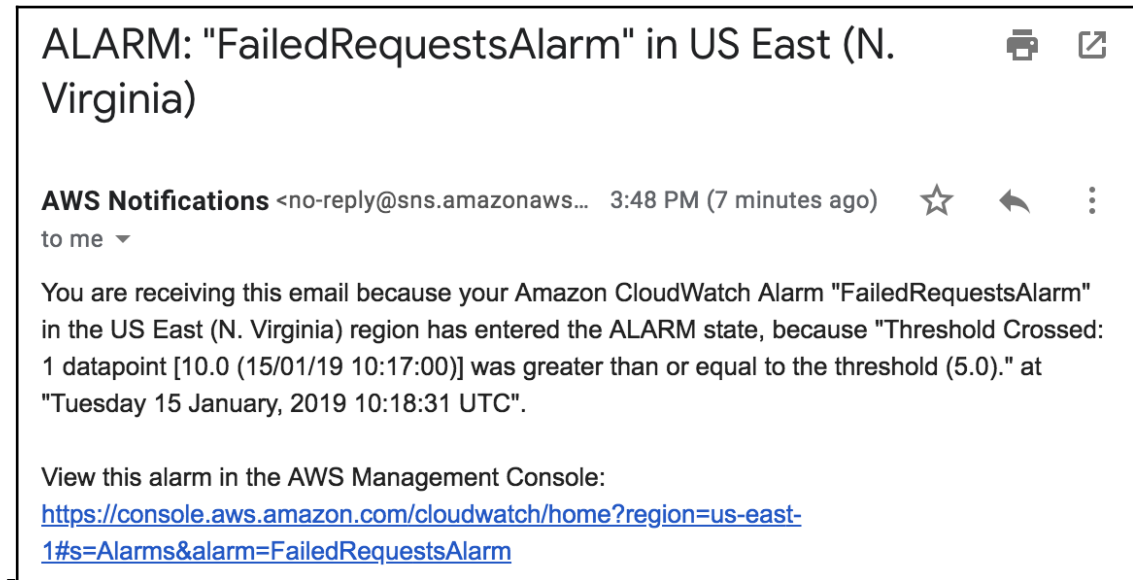 ALARM: "FailedRequestsAlarm" in US East (N.
Virginia)
AWS Notifications <no-reply@sns.amazonaws... 3:48 PM (7 minutes ago)
to me
You are receiving this email because your Amazon CloudWatch Alarm "FailedRequestsAlarm"
in the US East (N. Virginia) region has entered the ALARM state, because "Threshold Crossed:
1 datapoint [10.0 (15/01/19 10:17:00)] was greater than or equal to the threshold (5.0)." at
"Tuesday 15 January, 2019 10:18:31 UTC".
View this alarm in the AWS Management Console:
https://console.aws.amazon.com/cloudwatch/home?region=us-east-
1#s=Alarms&alarm=FailedRequestsAlarm